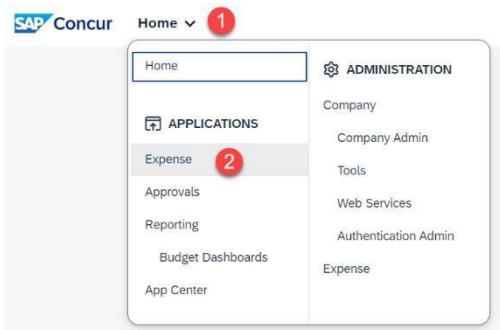 SAP Concur Home 1
Home
APPLICATIONS
Expense 2
Approvals
Reporting
Budget Dashboards
App Center
ADMINISTRATION
Company
Company Admin
Tools
Web Services
Authentication Admin
Expense